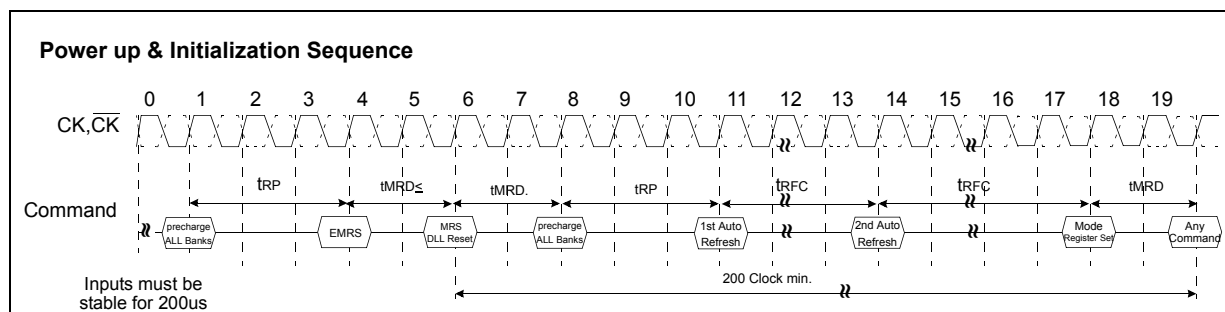 Power up & Initialization Sequence
0 1 2 3 4 5 6 7 8 9 10 11 12 13 14 15 16 17 18 19
CK,CK
tRP tMRD≤ tMRD. tRP tRFC tRFC tMRD
Command
precharge ALL Banks
EMRS
MRS DLL Reset
precharge ALL Banks
1st Auto Refresh
2nd Auto Refresh
Mode Register Set
Any Command
200 Clock min.
Inputs must be
stable for 200us